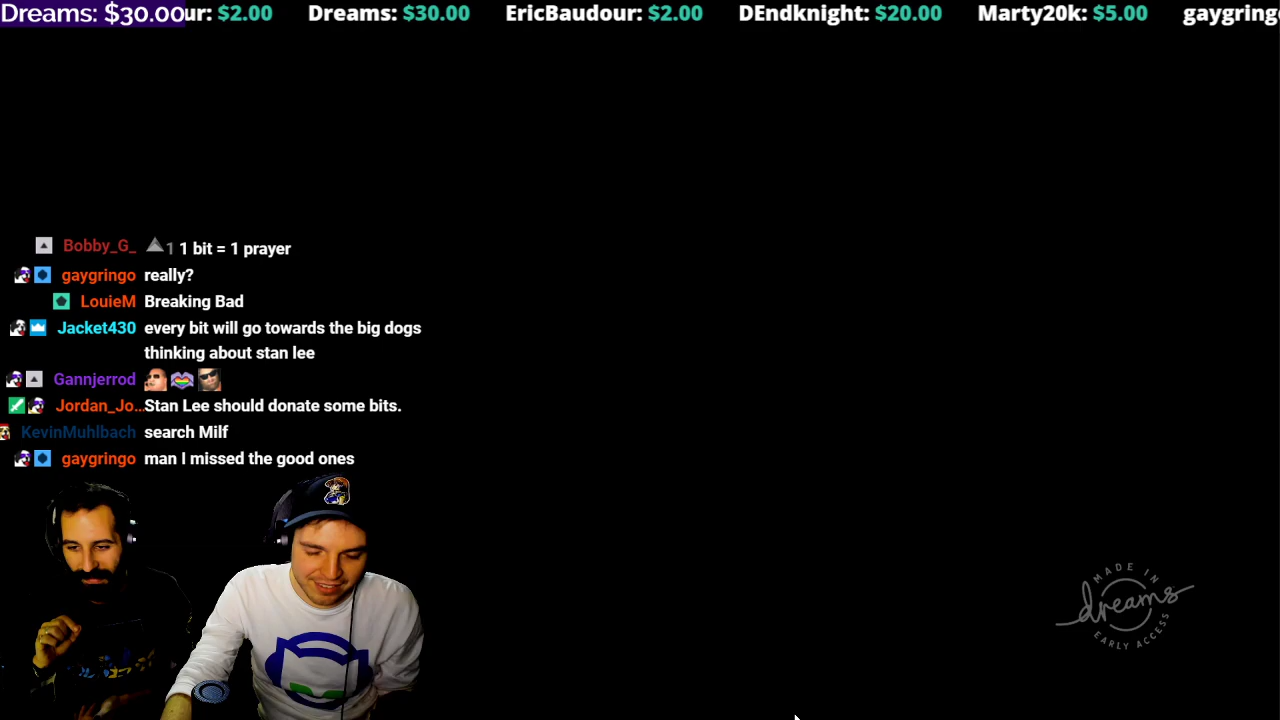 Dreams: $30.00
ur: $2.00 Dreams: $30.00 EricBaudour: $2.00 DEndknight: $20.00 Marty20k: $5.00 gaygring
Bobby_G_ 1 1 bit = 1 prayer
gaygringo really?
LouieM Breaking Bad
Jacket430 every bit will go towards the big dogs
thinking about stan lee
Gannjerrod
Jordan_Jo... Stan Lee should donate some bits.
KevinMuhlbach search Milf
gaygringo man I missed the good ones
MADE IN
dreams
EARLY ACCESS